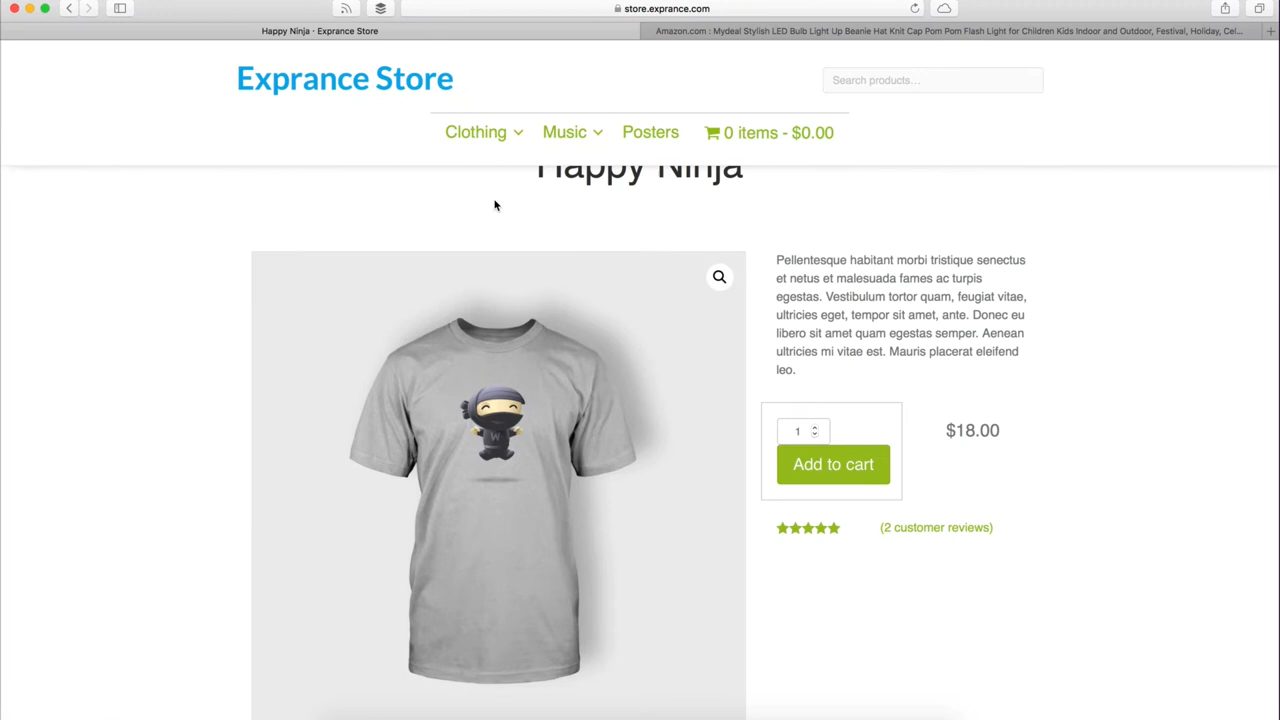 store.exprance.com
Happy Ninja · Exprance Store
Amazon.com : Mydeal Stylish LED Bulb Light Up Beanie Hat Knit Cap Pom Pom Flash Light for Children Kids Indoor and Outdoor, Festival, Holiday, Cel...
Exprance Store
Search products…
Clothing
Music
Posters
0 items - $0.00
Happy Ninja
Pellentesque habitant morbi tristique senectus
et netus et malesuada fames ac turpis
egestas. Vestibulum tortor quam, feugiat vitae,
ultricies eget, tempor sit amet, ante. Donec eu
libero sit amet quam egestas semper. Aenean
ultricies mi vitae est. Mauris placerat eleifend
leo.
W
1
$18.00
Add to cart
(2 customer reviews)